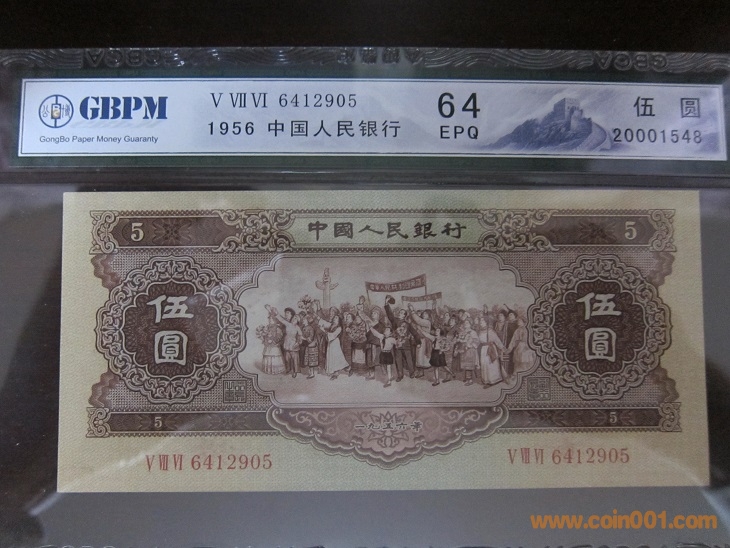 GBPM
GongBo Paper Money Guaranty
V VII VI 6412905
1956 中国人民银行
64
EPQ
伍 圆
20001548
5 中國人民銀行 5
伍圓 伍圓
5 5
一九五六年
V VII VI 6412905 V VII VI 6412905
www.coin001.com